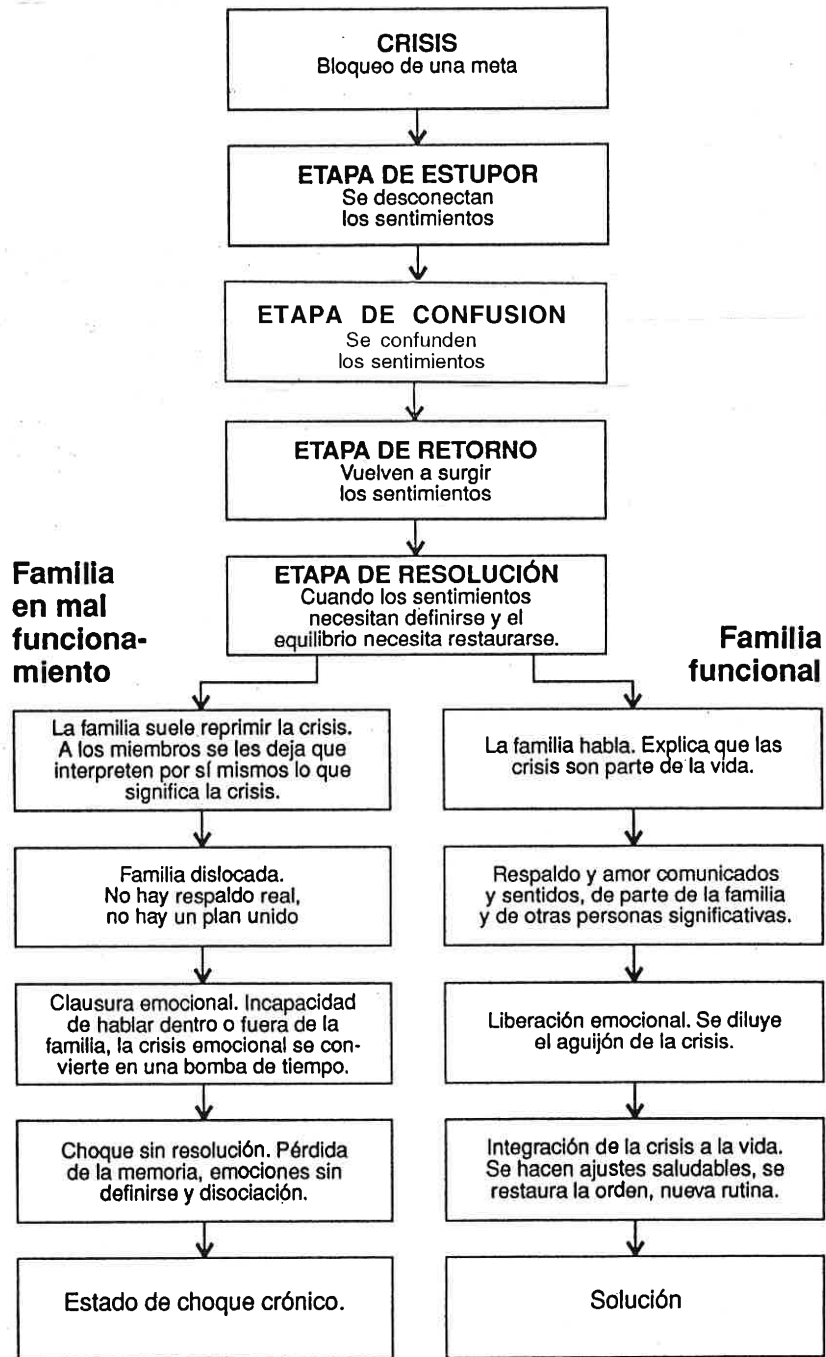 CRISIS
Bloqueo de una meta
ETAPA DE ESTUPOR
Se desconectan
los sentimientos
ETAPA DE CONFUSION
Se confunden
los sentimientos
ETAPA DE RETORNO
Vuelven a surgir
los sentimientos
ETAPA DE RESOLUCIÓN
Cuando los sentimientos
necesitan definirse y el
equilibrio necesita restaurarse.
Familia
en mal
funciona-
miento
La familia suele reprimir la crisis.
A los miembros se les deja que
interpreten por sí mismos lo que
significa la crisis.
Familia dislocada.
No hay respaldo real,
no hay un plan unido
Clausura emocional. Incapacidad
de hablar dentro o fuera de la
familia, la crisis emocional se con-
vierte en una bomba de tiempo.
Choque sin resolución. Pérdida
de la memoria, emociones sin
definirse y disociación.
Estado de choque crónico.
Familia
funcional
La familia habla. Explica que las
crisis son parte de la vida.
Respaldo y amor comunicados
y sentidos, de parte de la familia
y de otras personas significativas.
Liberación emocional. Se diluye
el aguijón de la crisis.
Integración de la crisis a la vida.
Se hacen ajustes saludables, se
restaura la orden, nueva rutina.
Solución